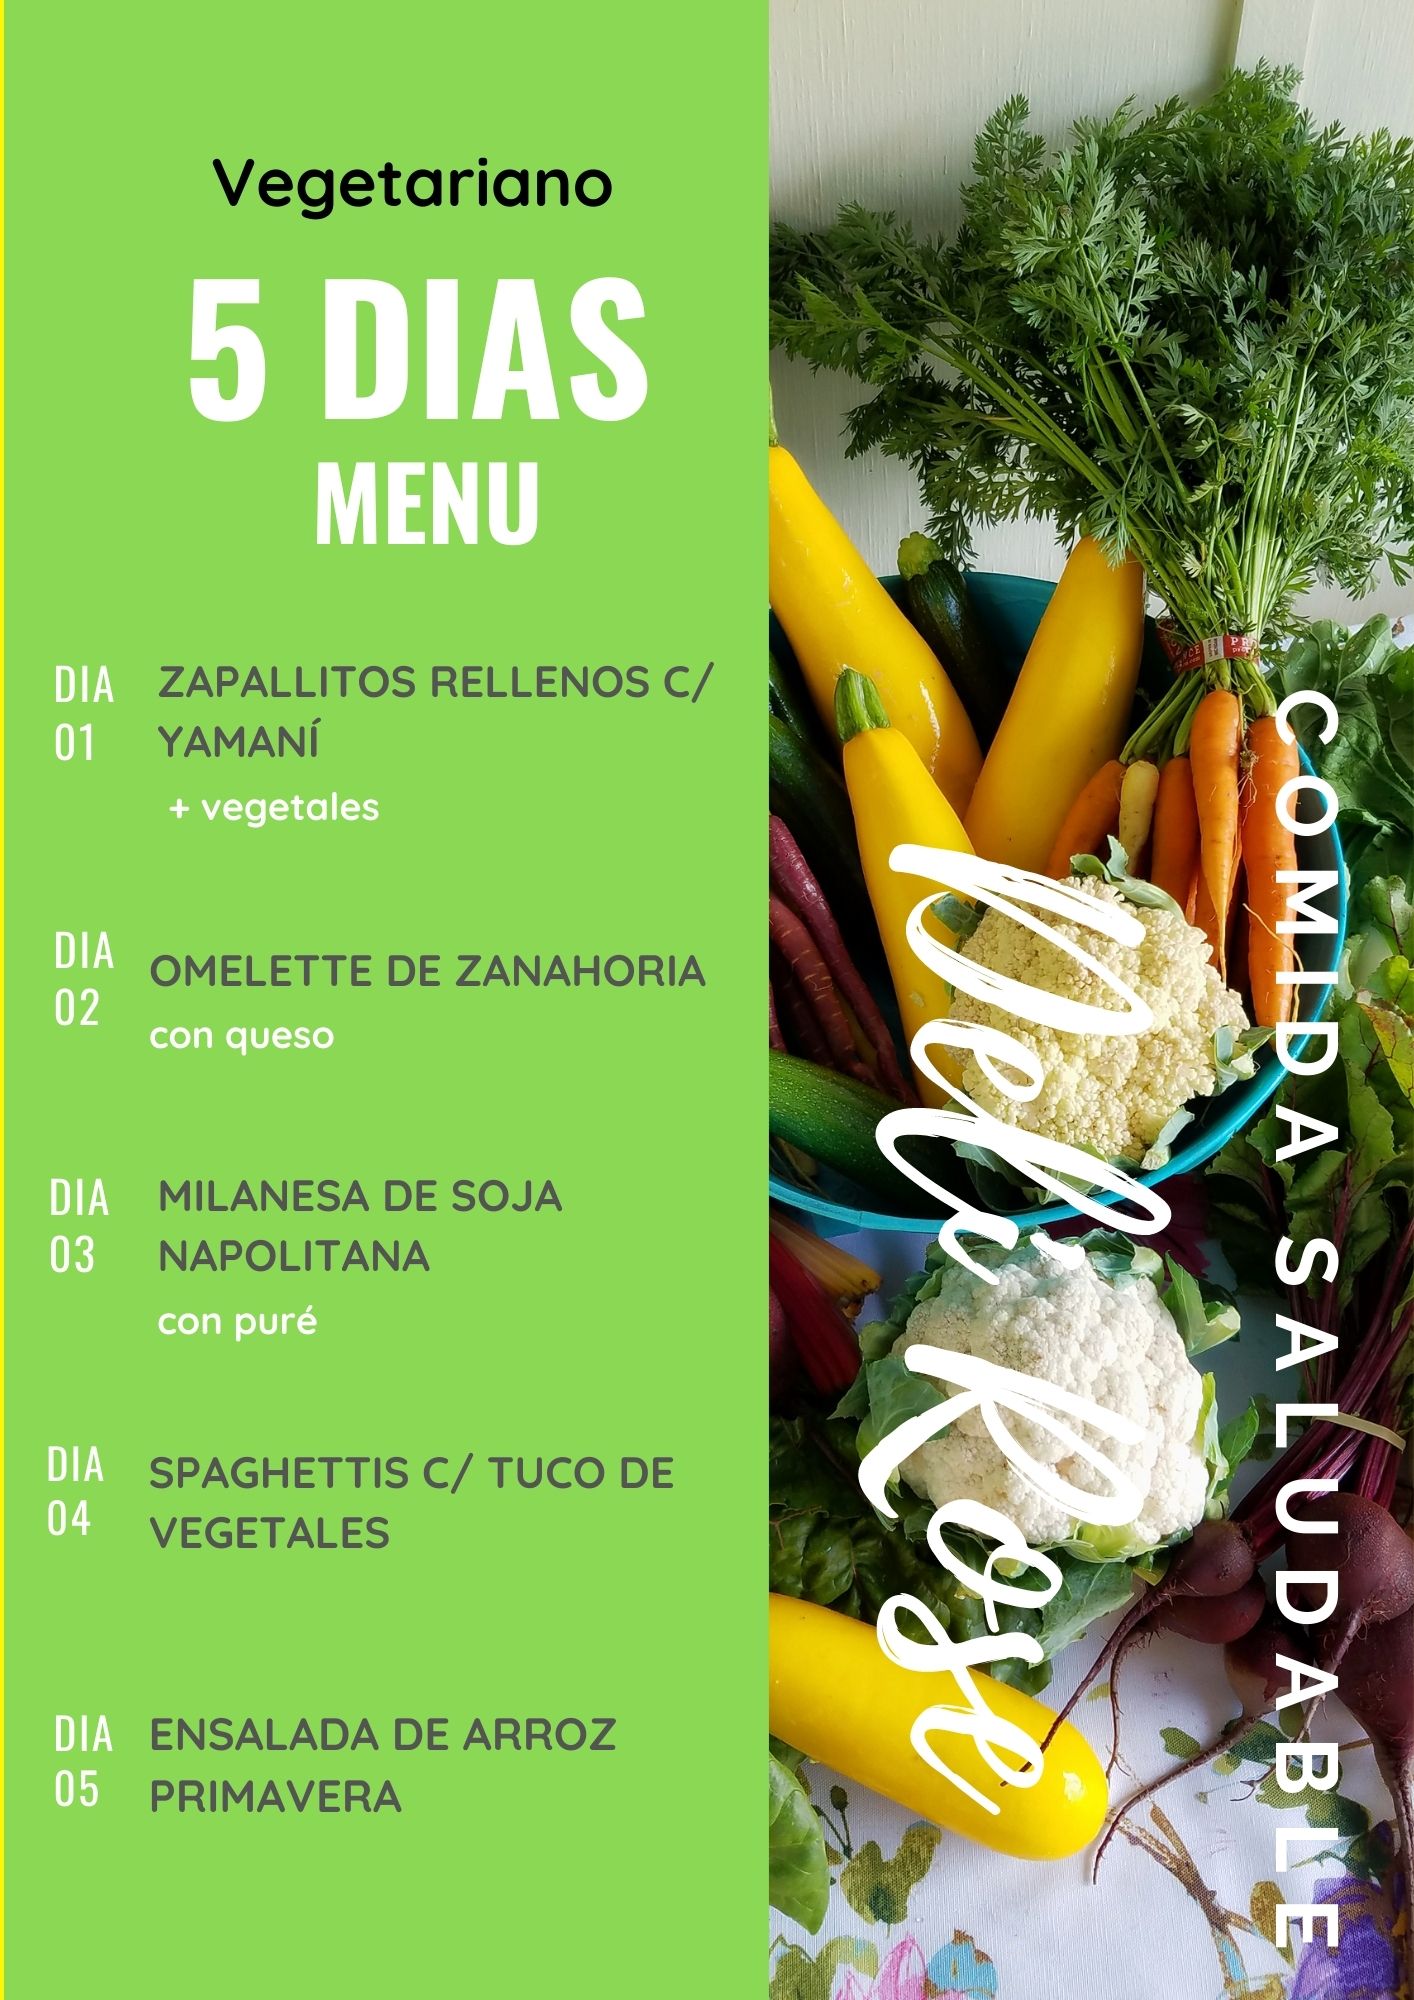 Vegetariano
5 DIAS
MENU
DIA
01
ZAPALLITOS RELLENOS C/
YAMANÍ
+ vegetales
DIA
02
OMELETTE DE ZANAHORIA
con queso
DIA
03
MILANESA DE SOJA
NAPOLITANA
con puré
DIA
04
SPAGHETTIS C/ TUCO DE
VEGETALES
DIA
05
ENSALADA DE ARROZ
PRIMAVERA
COMIDA SALUDABLE
Meli Rose